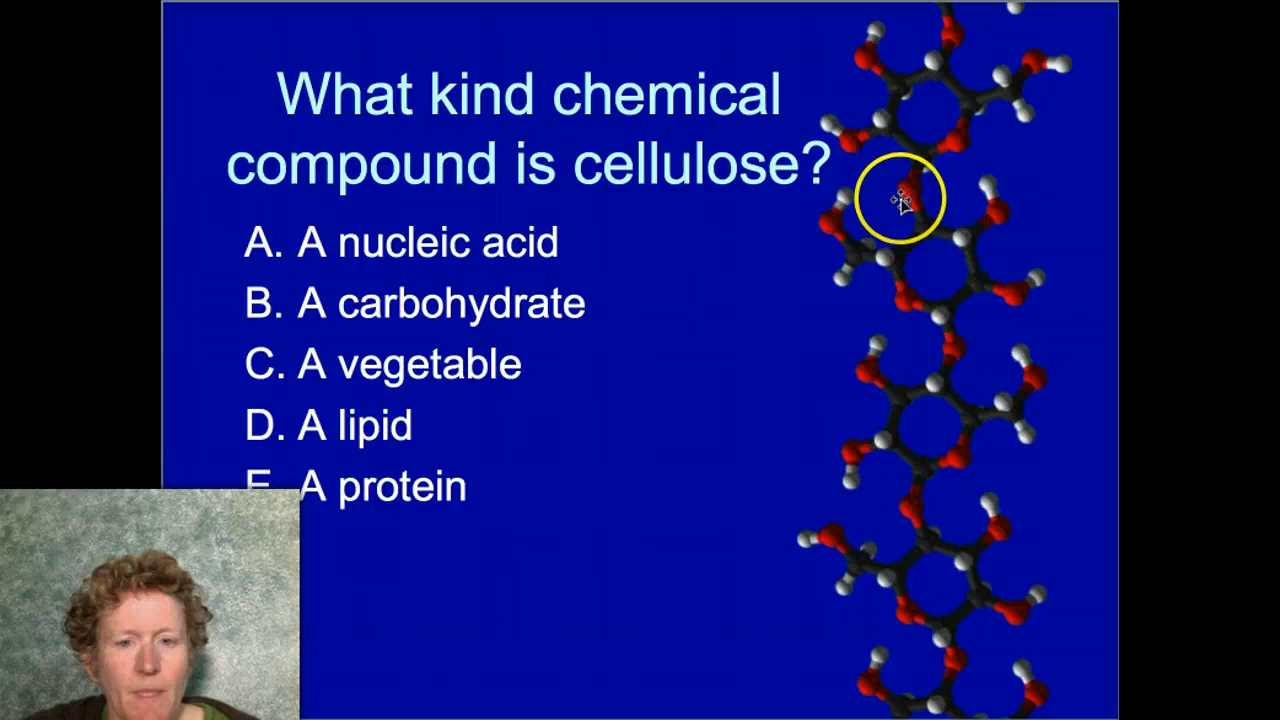 What kind chemical
compound is cellulose?
A. A nucleic acid
B. A carbohydrate
C. A vegetable
D. A lipid
E. A protein